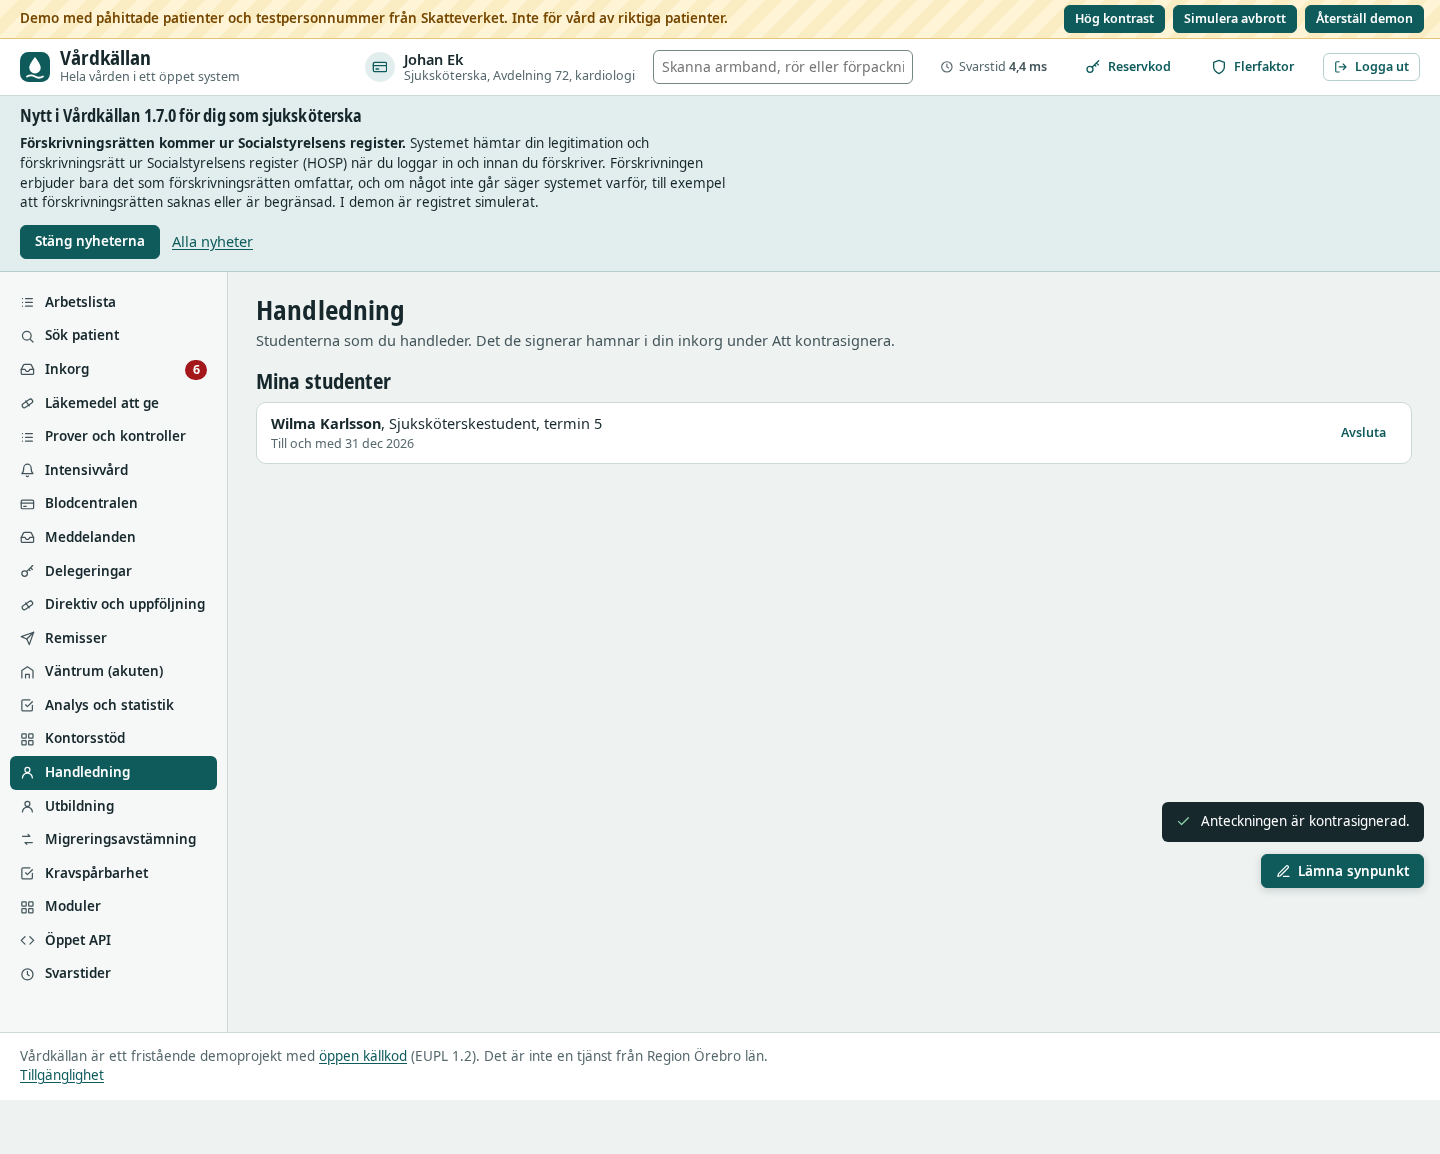 Demo med påhittade patienter och testpersonnummer från Skatteverket. Inte för vård av riktiga patienter.
Hög kontrast
Simulera avbrott
Återställ demon
Vårdkällan
Hela vården i ett öppet system
Johan Ek
Sjuksköterska, Avdelning 72, kardiologi
Skanna armband, rör eller förpackni
Svarstid 4,4 ms
Reservkod
Flerfaktor
Logga ut
Nytt i Vårdkällan 1.7.0 för dig som sjuksköterska
Förskrivningsrätten kommer ur Socialstyrelsens register. Systemet hämtar din legitimation och
förskrivningsrätt ur Socialstyrelsens register (HOSP) när du loggar in och innan du förskriver. Förskrivningen
erbjuder bara det som förskrivningsrätten omfattar, och om något inte går säger systemet varför, till exempel
att förskrivningsrätten saknas eller är begränsad. I demon är registret simulerat.
Stäng nyheterna
Alla nyheter
Arbetslista
Sök patient
Inkorg 6
Läkemedel att ge
Prover och kontroller
Intensivvård
Blodcentralen
Meddelanden
Delegeringar
Direktiv och uppföljning
Remisser
Väntrum (akuten)
Analys och statistik
Kontorsstöd
Handledning
Utbildning
Migreringsavstämning
Kravspårbarhet
Moduler
Öppet API
Svarstider
Handledning
Studenterna som du handleder. Det de signerar hamnar i din inkorg under Att kontrasignera.
Mina studenter
Wilma Karlsson, Sjuksköterskestudent, termin 5
Till och med 31 dec 2026
Avsluta
Anteckningen är kontrasignerad.
Lämna synpunkt
Vårdkällan är ett fristående demoprojekt med öppen källkod (EUPL 1.2). Det är inte en tjänst från Region Örebro län.
Tillgänglighet